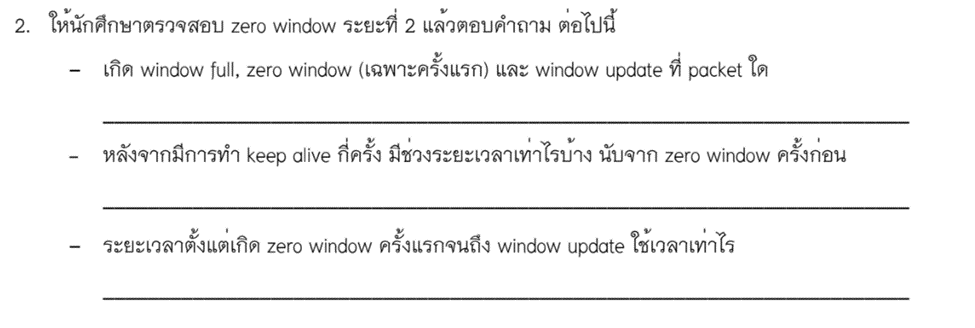 2. ให้นักศึกษาตรวจสอบ zero window ระยะที่ 2 แล้วตอบคำถาม ต่อไปนี้
– เกิด window full, zero window (เฉพาะครั้งแรก) และ window update ที่ packet ใด
– หลังจากมีการทำ keep alive กี่ครั้ง มีช่วงระยะเวลาเท่าไรบ้าง นับจาก zero window ครั้งก่อน
– ระยะเวลาตั้งแต่เกิด zero window ครั้งแรกจนถึง window update ใช้เวลาเท่าไร